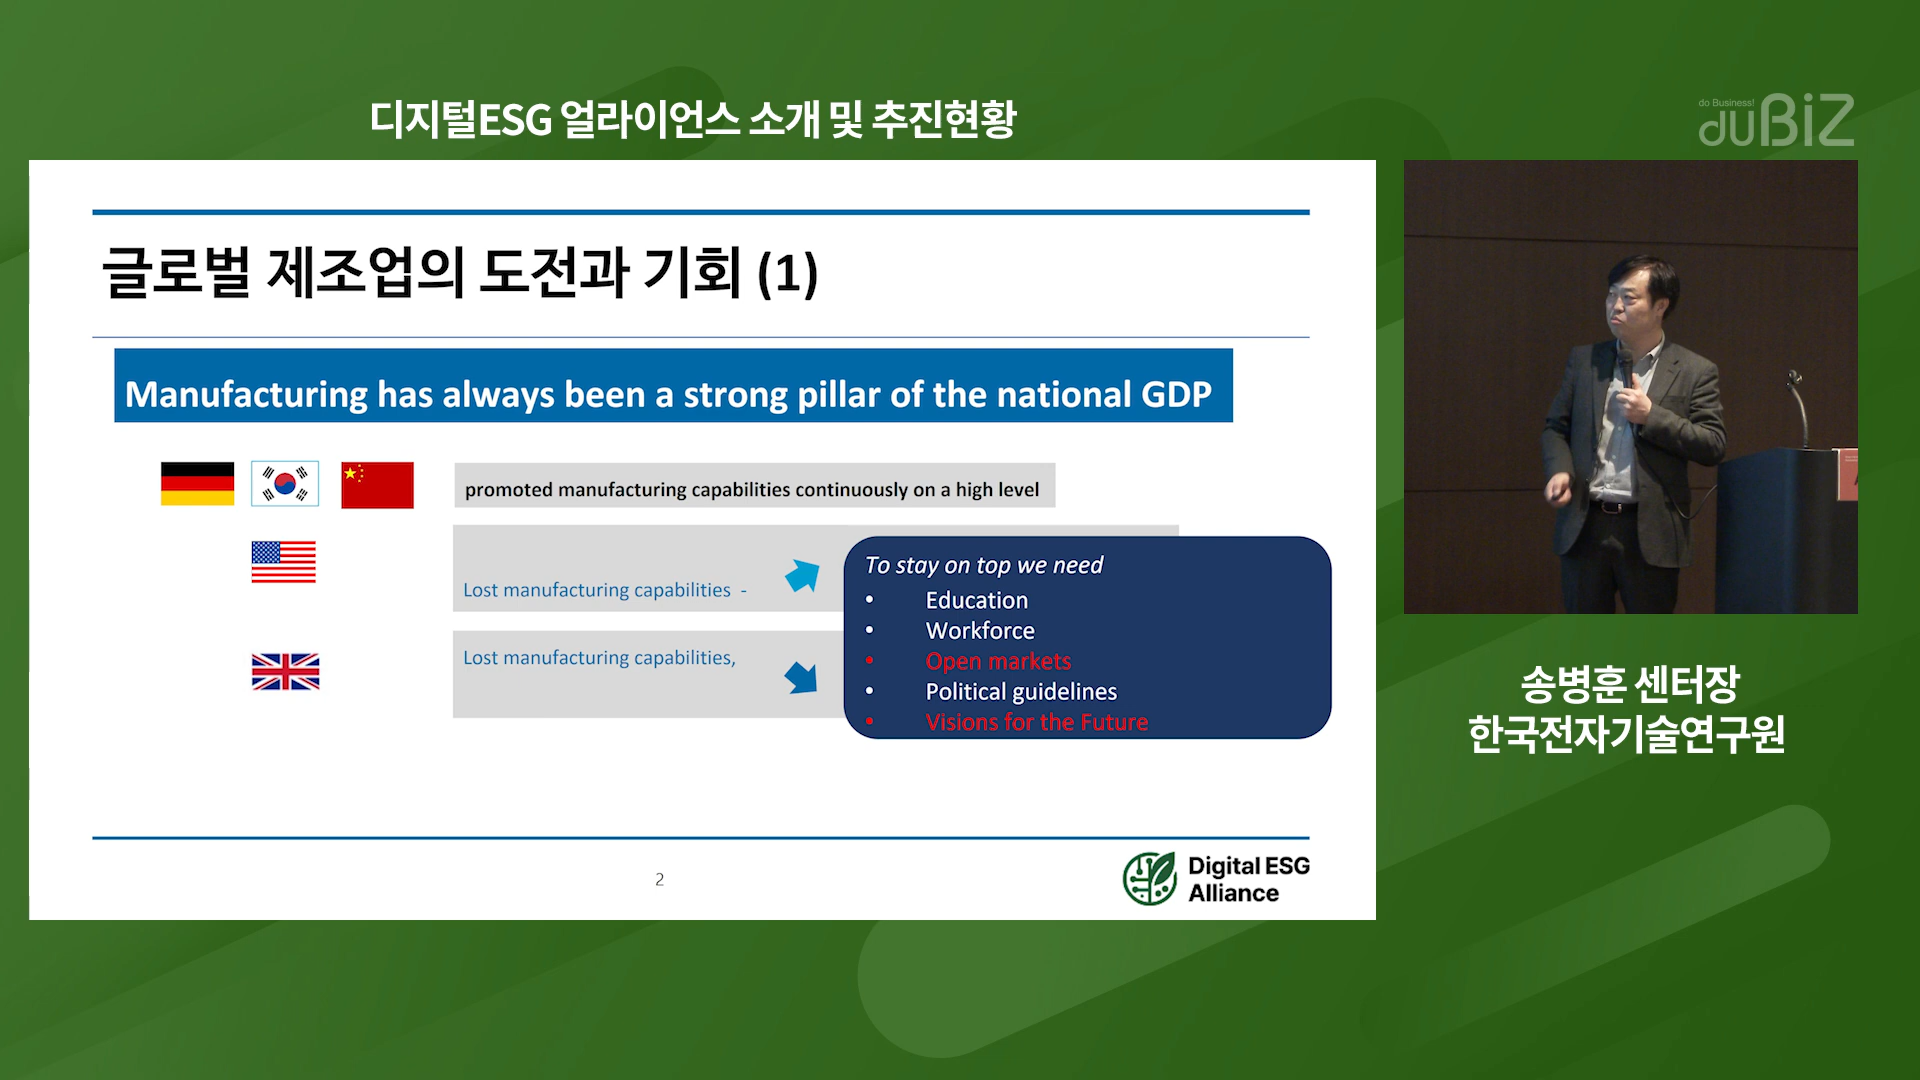 디지털ESG 얼라이언스 소개 및 추진현황
do Business!
duBiZ
글로벌 제조업의 도전과 기회 (1)
Manufacturing has always been a strong pillar of the national GDP
promoted manufacturing capabilities continuously on a high level
Lost manufacturing capabilities -
Lost manufacturing capabilities,
To stay on top we need
• Education
• Workforce
• Open markets
• Political guidelines
• Visions for the Future
2
Digital ESG
Alliance
송병훈 센터장
한국전자기술연구원